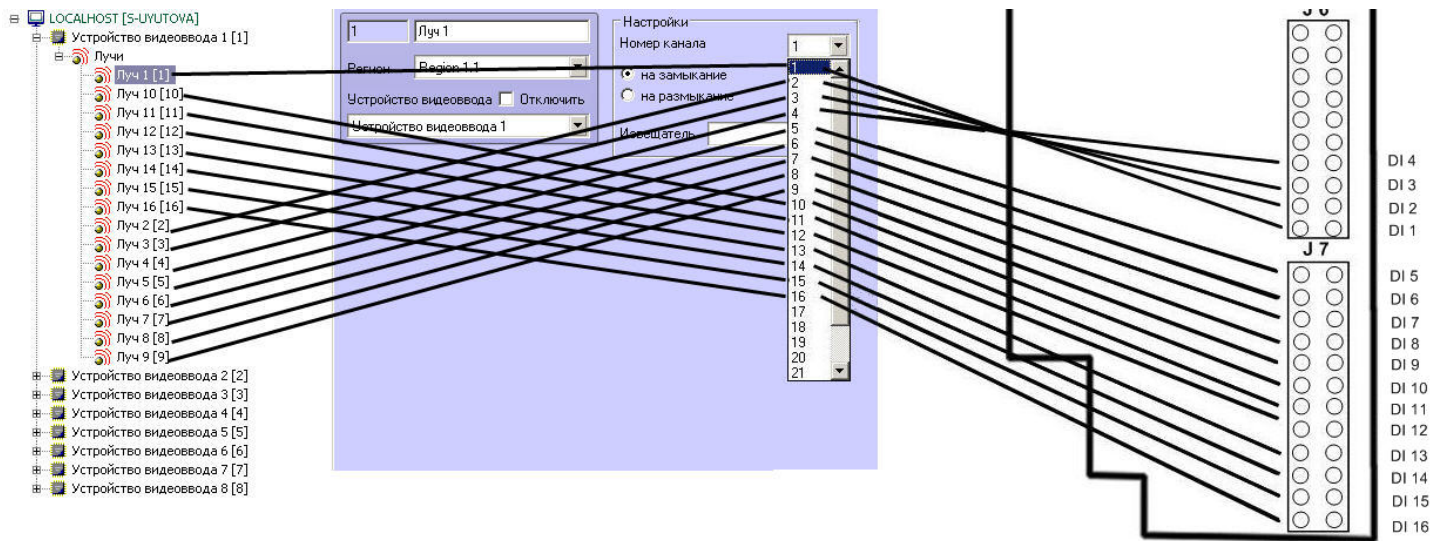 LOCALHOST [S-UYUTOVA]
Устройство видеоввода 1 [1]
Лучи
Луч 1 [1]
Луч 10 [10]
Луч 11 [11]
Луч 12 [12]
Луч 13 [13]
Луч 14 [14]
Луч 15 [15]
Луч 16 [16]
Луч 2 [2]
Луч 3 [3]
Луч 4 [4]
Луч 5 [5]
Луч 6 [6]
Луч 7 [7]
Луч 8 [8]
Луч 9 [9]
Устройство видеоввода 2 [2]
Устройство видеоввода 3 [3]
Устройство видеоввода 4 [4]
Устройство видеоввода 5 [5]
Устройство видеоввода 6 [6]
Устройство видеоввода 7 [7]
Устройство видеоввода 8 [8]
1 Луч 1
Регион Region 1.1
Устройство видеоввода Отключить
Устройство видеоввода 1
Настройки
Номер канала 1
на замыкание
на размыкание
Извещатель
1
2
3
4
5
6
7
8
9
10
11
12
13
14
15
16
17
18
19
20
21
J 6
DI 4
DI 3
DI 2
DI 1
J 7
DI 5
DI 6
DI 7
DI 8
DI 9
DI 10
DI 11
DI 12
DI 13
DI 14
DI 15
DI 16